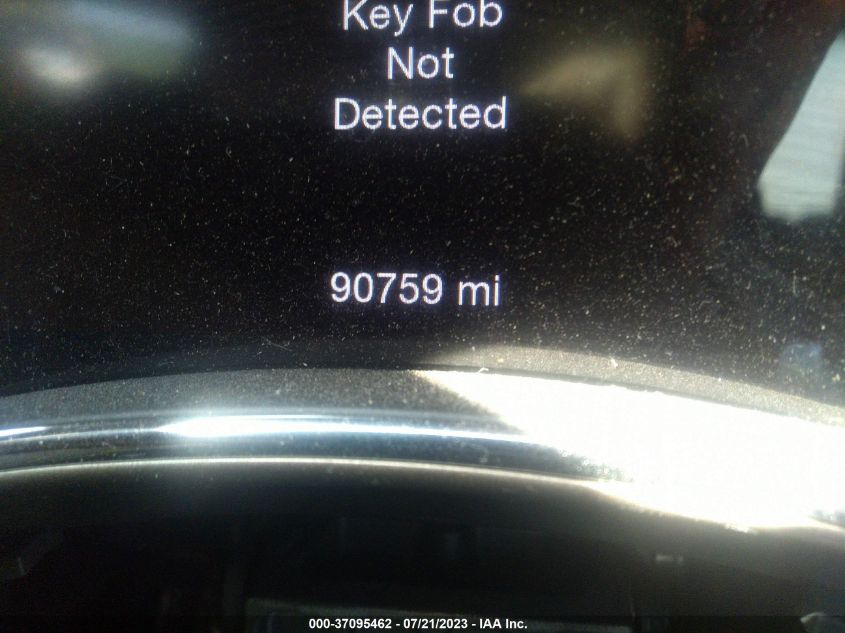 Key Fob
Not
Detected
90759 mi
000-37095462 - 07/21/2023 - IAA Inc.